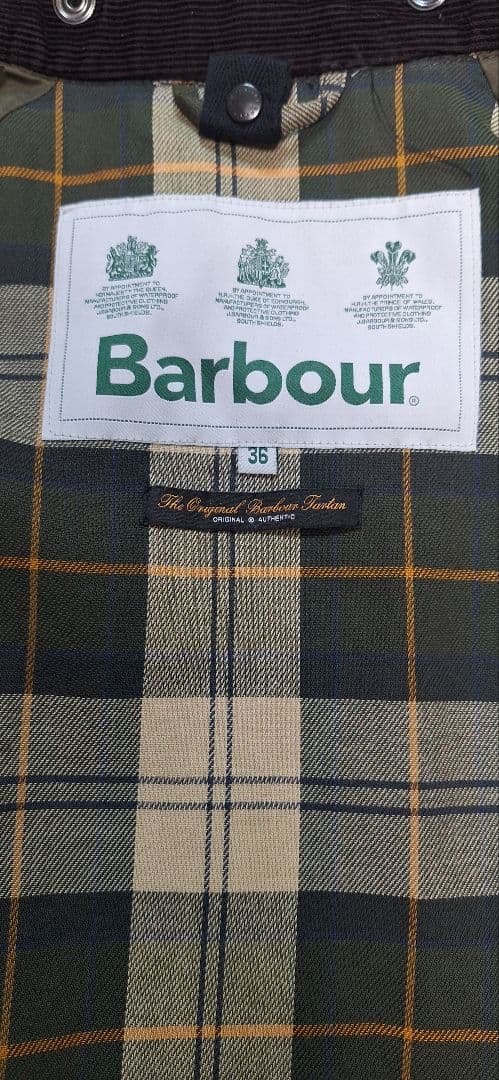 BY APPOINTMENT TO
HER MAJESTY THE QUEEN,
MANUFACTURERS OF WATERPROOF
AND PROTECTIVE CLOTHING
J.BARBOUR & SONS LTD.,
SOUTH SHIELDS.
BY APPOINTMENT TO
H.R.H. THE DUKE OF EDINBURGH,
MANUFACTURERS OF WATERPROOF
AND PROTECTIVE CLOTHING
J.BARBOUR & SONS LTD.,
SOUTH SHIELDS.
BY APPOINTMENT TO
H.R.H. THE PRINCE OF WALES,
MANUFACTURERS OF WATERPROOF
AND PROTECTIVE CLOTHING
J.BARBOUR & SONS LTD.,
SOUTH SHIELDS.
Barbour®
36
The Original Barbour Tartan
ORIGINAL & AUTHENTIC